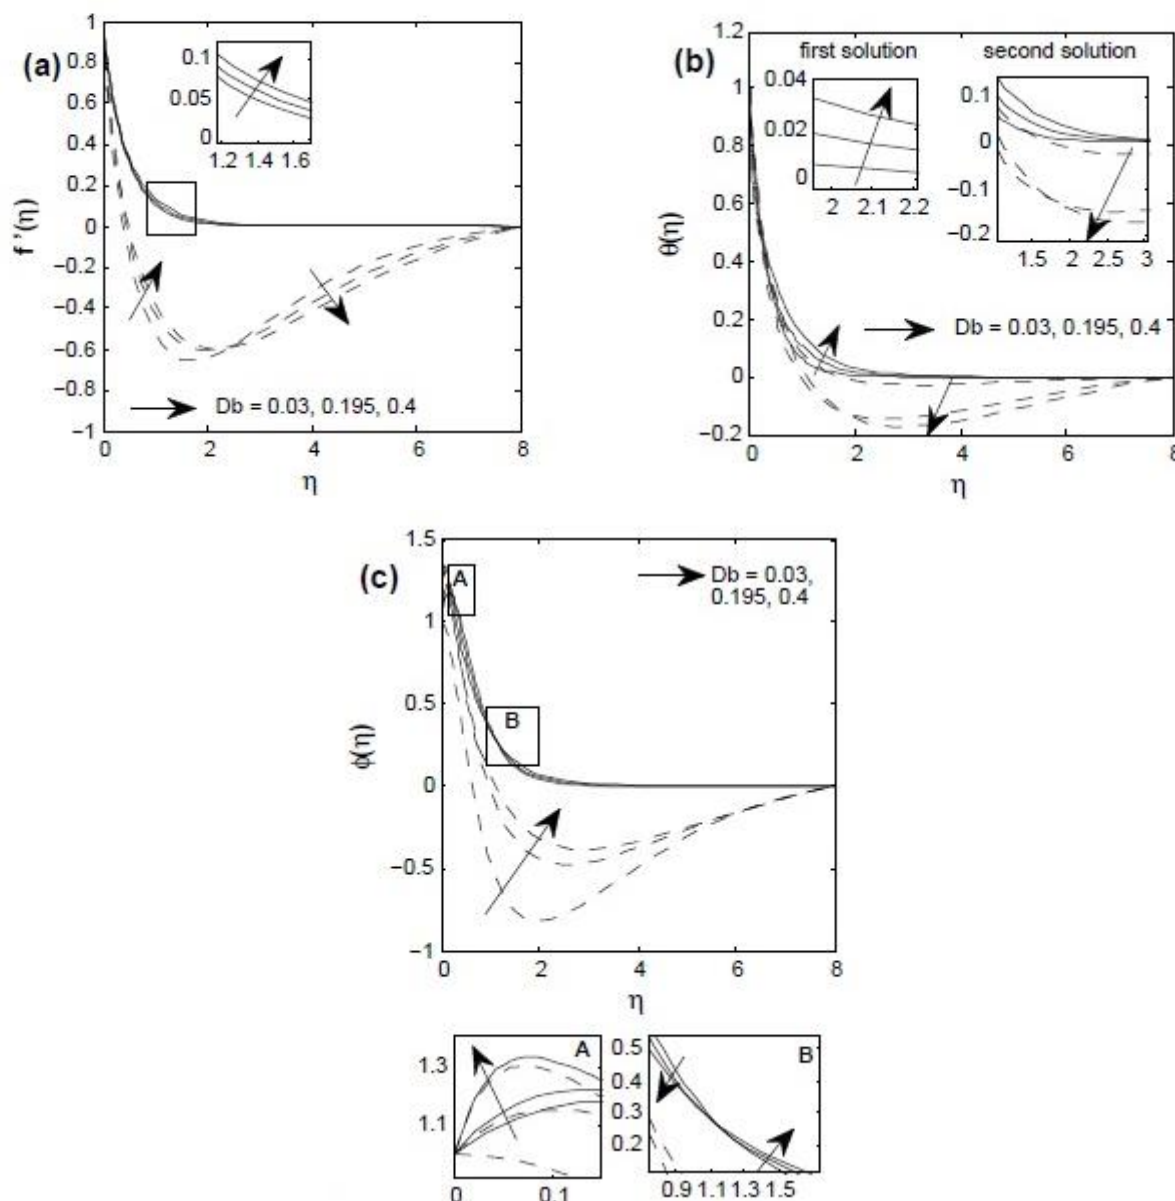 (a)
f '(η)
1
0.8
0.6
0.4
0.2
0
−0.2
−0.4
−0.6
−0.8
−1
0.1
0.05
0
1.2 1.4 1.6
Db = 0.03, 0.195, 0.4
0 2 4 6 8
η
(b)
θ(η)
1.2
1
0.8
0.6
0.4
0.2
0
−0.2
first solution
0.04
0.02
0
2 2.1 2.2
second solution
0.1
0
−0.1
−0.2
1.5 2 2.5 3
Db = 0.03, 0.195, 0.4
0 2 4 6 8
η
(c)
φ(η)
1.5
1
0.5
0
−0.5
−1
A
B
Db = 0.03,
0.195, 0.4
0 2 4 6 8
η
A
1.3
1.1
0 0.1
B
0.5
0.4
0.3
0.2
0.9 1.1 1.3 1.5